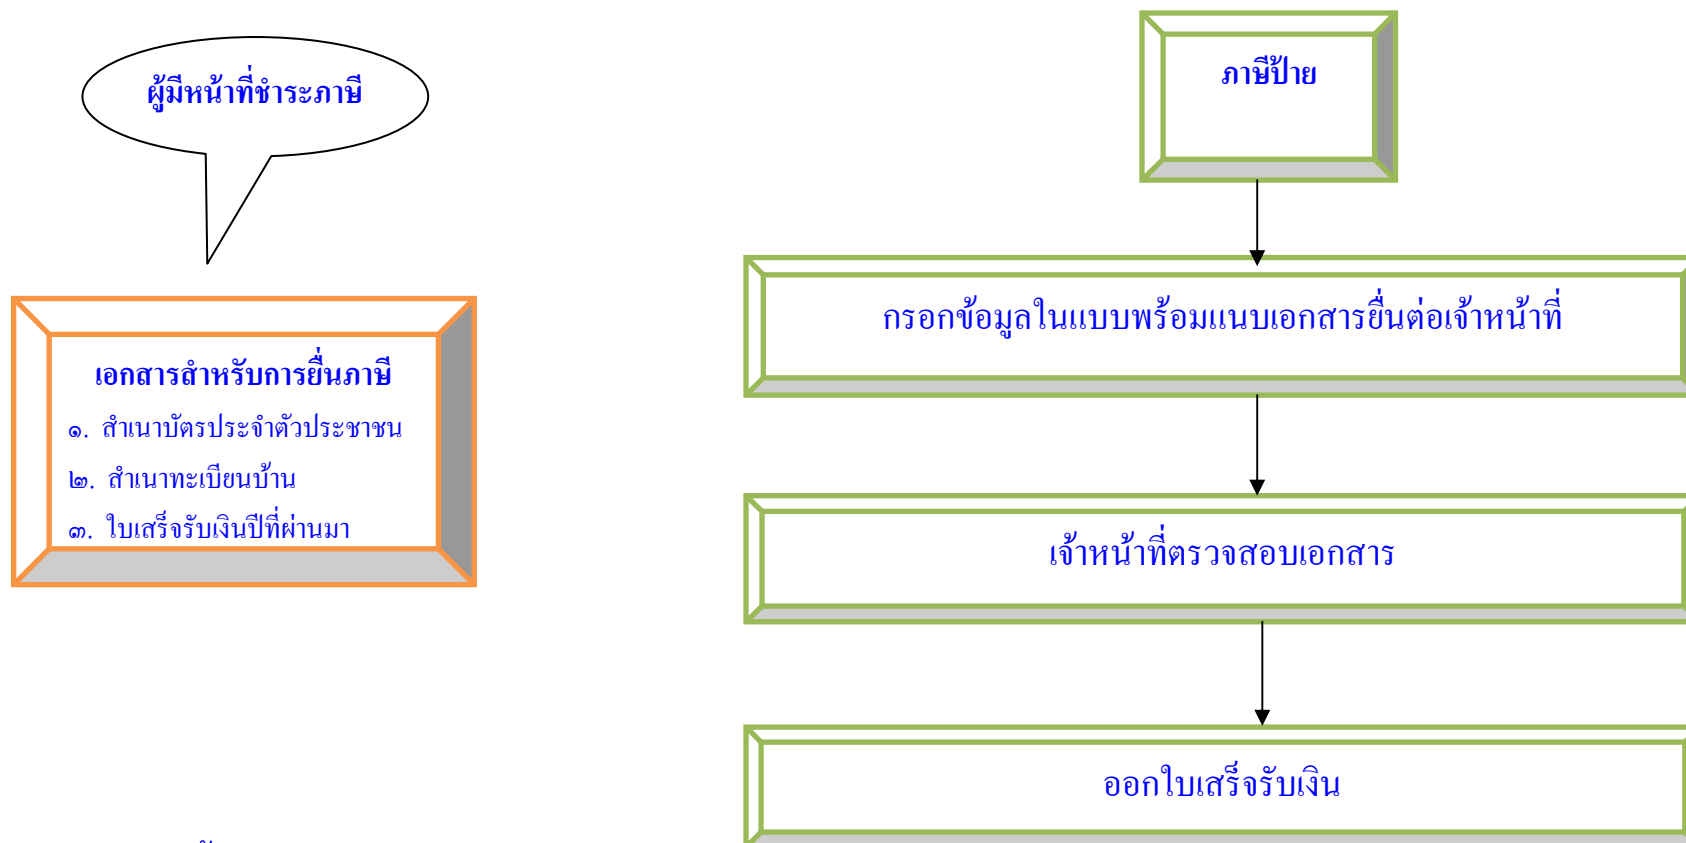 ผู้มีหน้าที่ชำระภาษี
เอกสารสำหรับการยื่นภาษี
๑. สำเนาบัตรประจำตัวประชาชน
๒. สำเนาทะเบียนบ้าน
๓. ใบเสร็จรับเงินปีที่ผ่านมา
ภาษีป้าย
กรอกข้อมูลในแบบพร้อมแนบเอกสารยื่นต่อเจ้าหน้าที่
เจ้าหน้าที่ตรวจสอบเอกสาร
ออกใบเสร็จรับเงิน